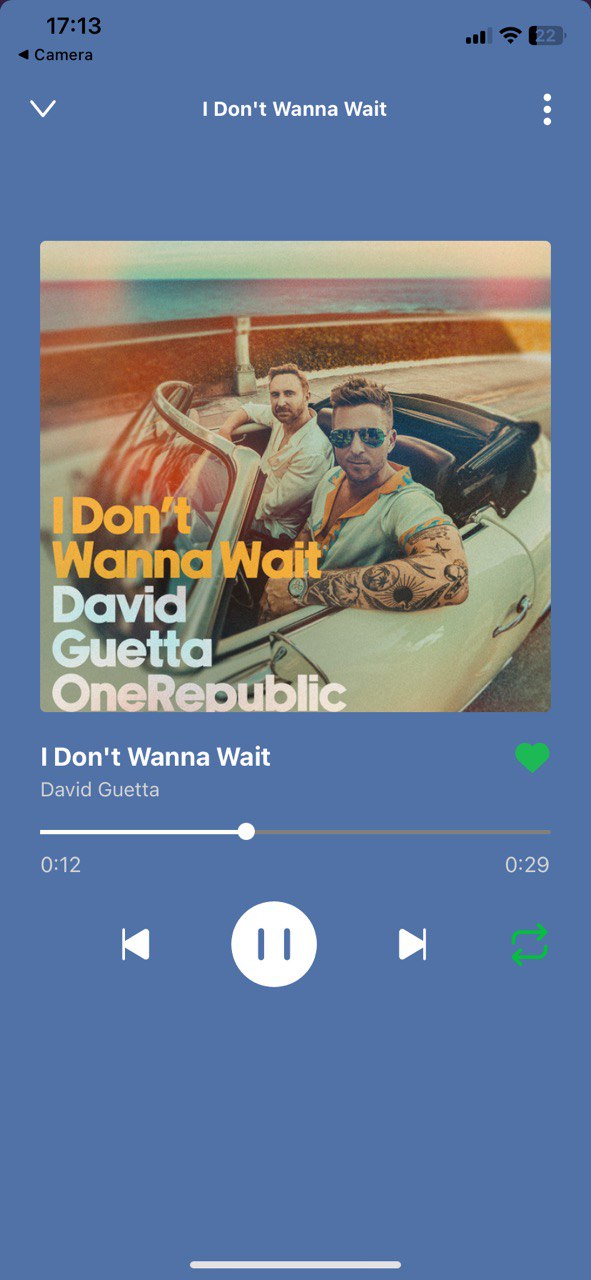 17:13
22
◀ Camera
I Don't Wanna Wait
I Don't
Wanna Wait
David
Guetta
OneRepublic
I Don't Wanna Wait
David Guetta
0:12
0:29